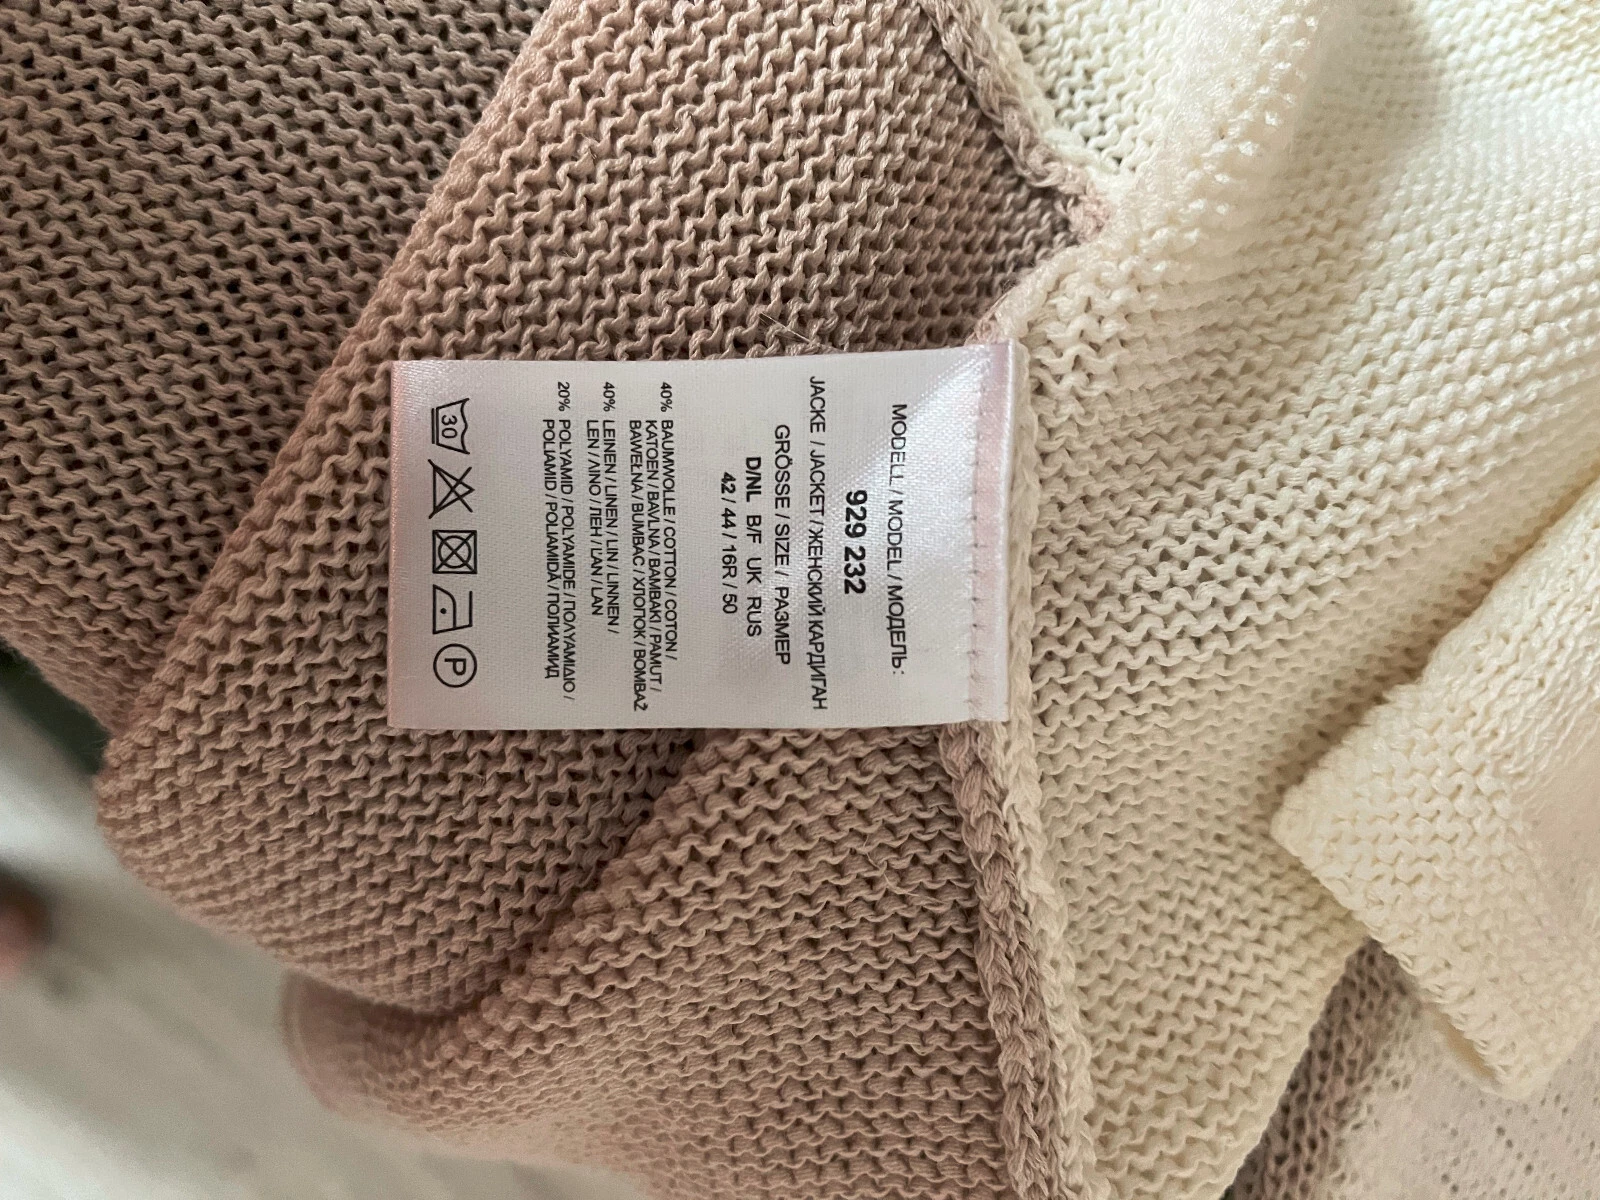 MODELL / MODEL / МОДЕЛЬ:
929 232
JACKE / JACKET / ЖЕНСКИЙ КАРДИГАН
GRÖSSE / SIZE / РАЗМЕР
D/NL B/F UK RUS
42 / 44 / 16R / 50
40% BAUMWOLLE / COTTON / COTON /
KATOEN / BAVLNA / BAMBAKI / PAMUT /
BAWEŁNA / BUMBAC / ХЛОПОК / BOMBAŽ
40% LEINEN / LINEN / LIN / LINNEN /
LEN / ΛΙΝΟ / ЛЕН / LAN / LAN
20% POLYAMID / POLYAMIDE / ΠΟΛΥΑΜΙΔΙΟ /
POLIAMID / POLIAMIDĂ / ПОЛИАМИД
30
P